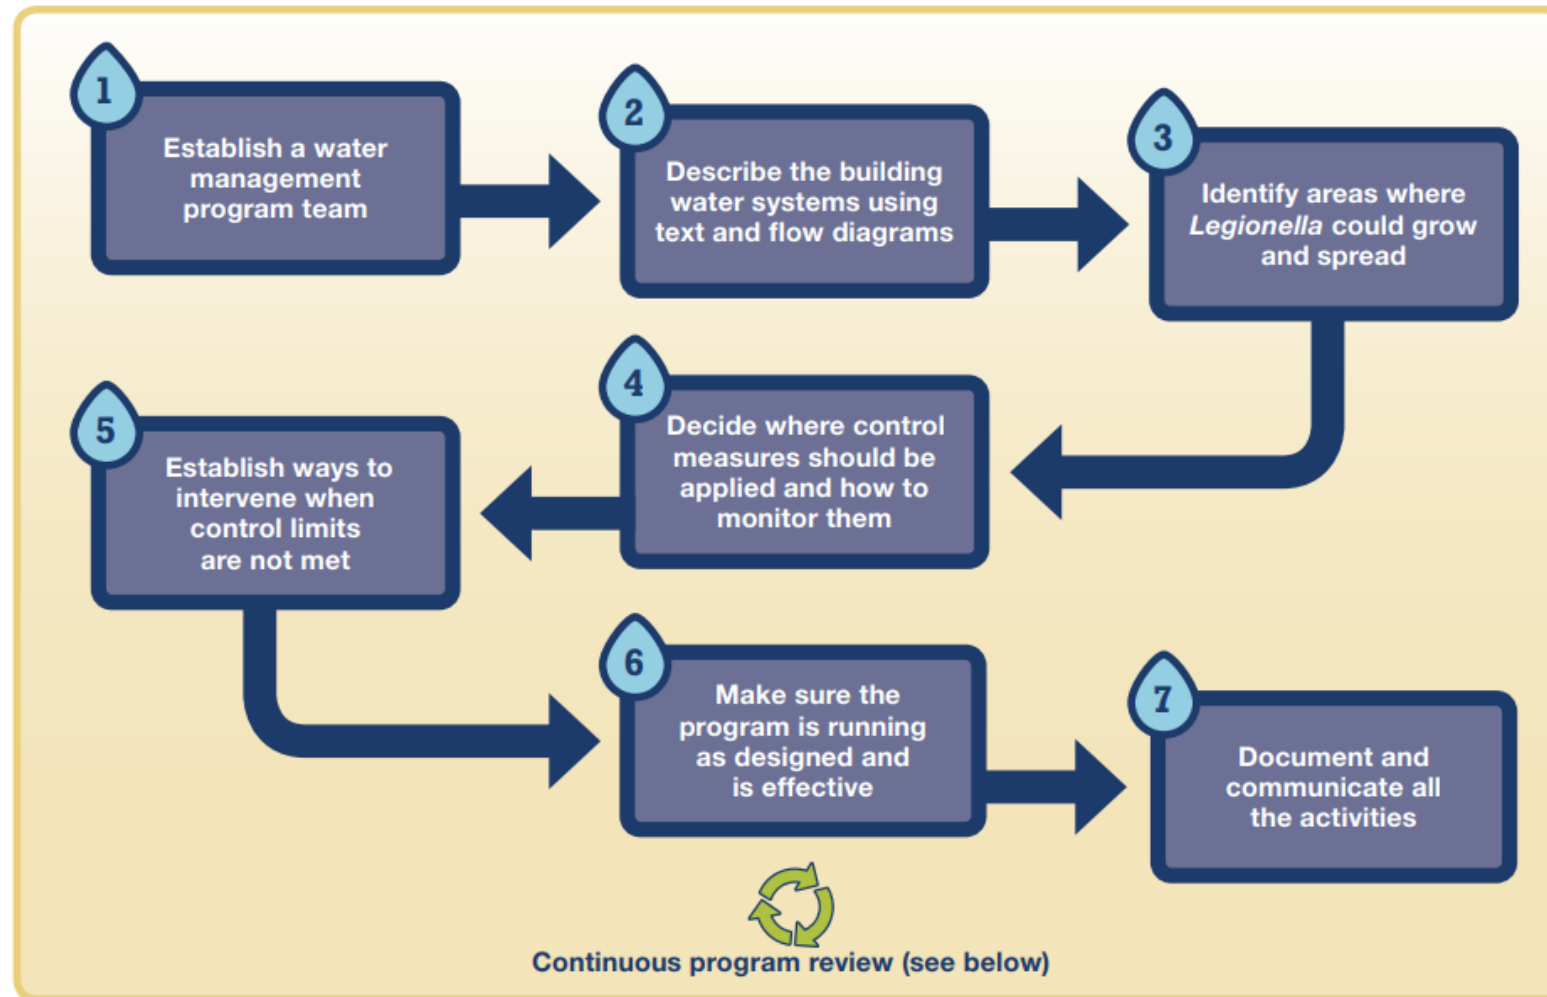 1
Establish a water
management
program team
2
Describe the building
water systems using
text and flow diagrams
3
Identify areas where
Legionella could grow
and spread
4
Decide where control
measures should be
applied and how to
monitor them
5
Establish ways to
intervene when
control limits
are not met
6
Make sure the
program is running
as designed and
is effective
7
Document and
communicate all
the activities
Continuous program review (see below)